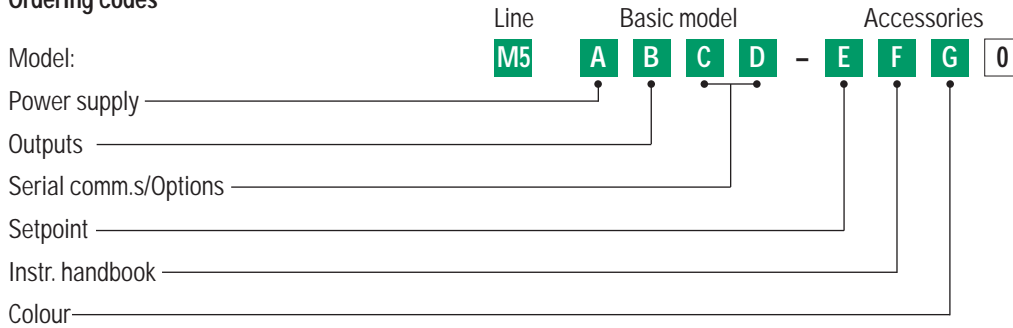 Ordering codes
Line Basic model Accessories
Model: M5 A B C D – E F G 0
Power supply
Outputs
Serial comm.s/Options
Setpoint
Instr. handbook
Colour